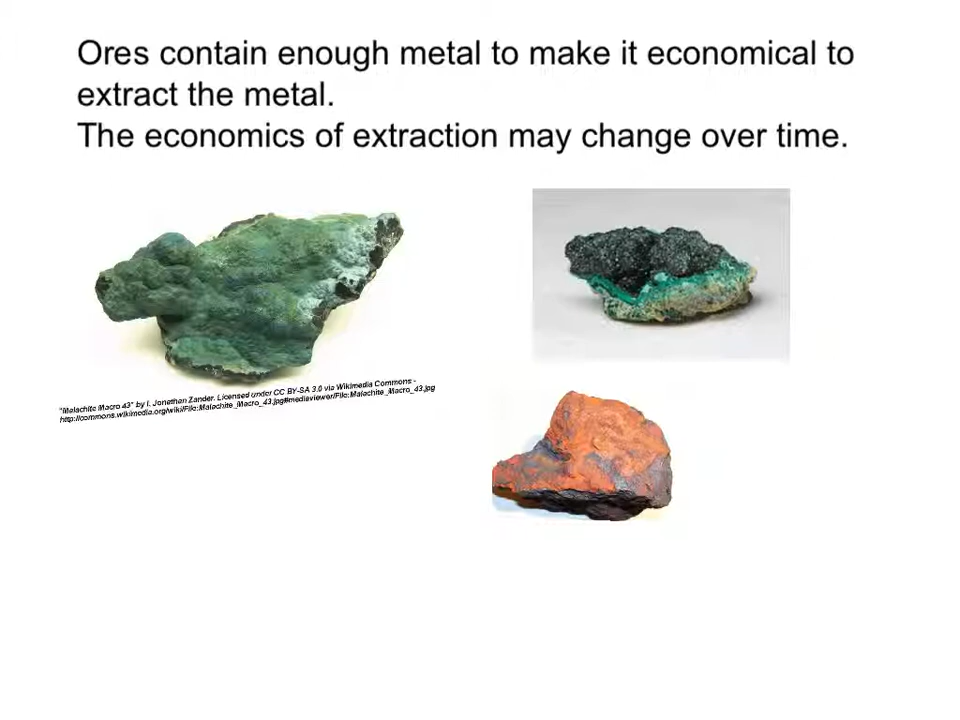 Ores contain enough metal to make it economical to
extract the metal.
The economics of extraction may change over time.
"Malachite Macro 43" by I, Jonathan Zander. Licensed under CC BY-SA 3.0 via Wikimedia Commons -
http://commons.wikimedia.org/wiki/File:Malachite_Macro_43.jpg#mediaviewer/File:Malachite_Macro_43.jpg